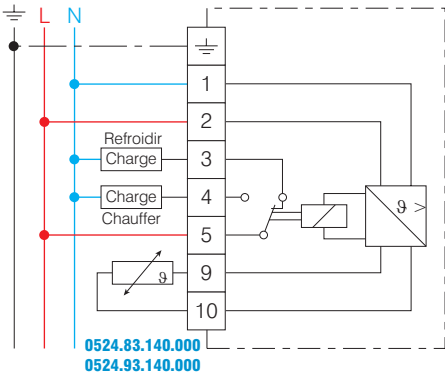 L N
1
2
Refroidir
Charge
3
Charge
4
Chauffer
5
ϑ >
9
ϑ
10
0524.83.140.000
0524.93.140.000